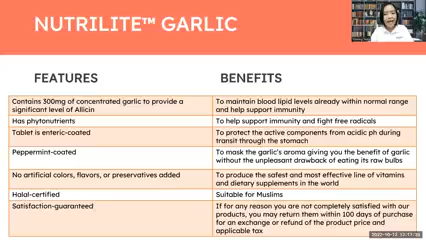 NUTRILITE™ GARLIC
FEATURES
BENEFITS
Contains 300mg of concentrated garlic to provide a
significant level of Allicin
To maintain blood lipid levels already within normal range
and help support immunity
Has phytonutrients
To help support immunity and fight free radicals
Tablet is enteric-coated
To protect the active components from acidic ph during
transit through the stomach
Peppermint-coated
To mask the garlic's aroma giving you the benefit of garlic
without the unpleasant drawback of eating its raw bulbs
No artificial colors, flavors, or preservatives added
To produce the safest and most effective line of vitamins
and dietary supplements in the world
Halal-certified
Suitable for Muslims
Satisfaction-guaranteed
If for any reason you are not completely satisfied with our
products, you may return them within 100 days of purchase
for an exchange or refund of the product price and
applicable tax